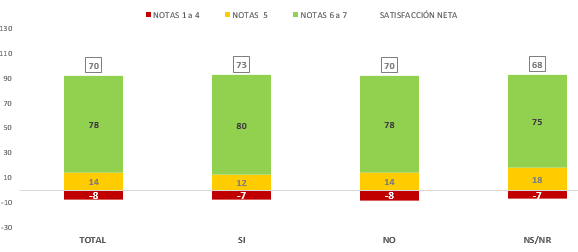 NOTAS 1 a 4 NOTAS 5 NOTAS 6 a 7 SATISFACCIÓN NETA
130
110
90
70
50
30
10
-10
-30
70 73 70 68
78 80 78 75
14 12 14 18
-8 -7 -8 -7
TOTAL SI NO NS/NR